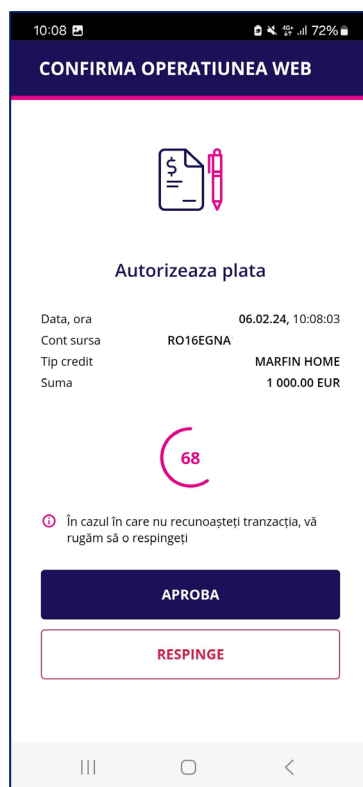 10:08 4G+ 72%
CONFIRMA OPERATIUNEA WEB
$
Autorizeaza plata
Data, ora 06.02.24, 10:08:03
Cont sursa RO16EGNA
Tip credit MARFIN HOME
Suma 1 000.00 EUR
68
În cazul în care nu recunoașteți tranzacția, vă
rugăm să o respingeți
APROBA
RESPINGE